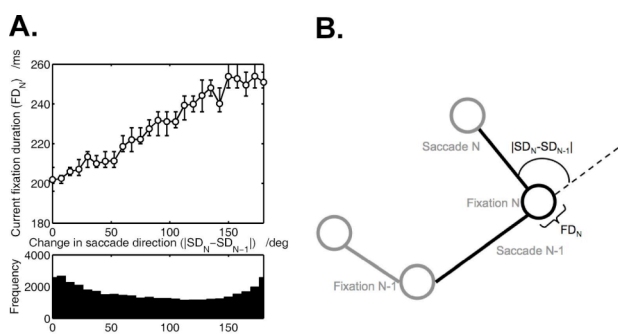 A.
Current fixation duration (FD_N) /ms
260
240
220
200
180
0 50 100 150
Change in saccade direction (|SD_N−SD_N−1|) /deg
Frequency
4000
2000
0
0 50 100 150
B.
Saccade N
|SD_N-SD_N-1|
Fixation N
FD_N
Saccade N-1
Fixation N-1